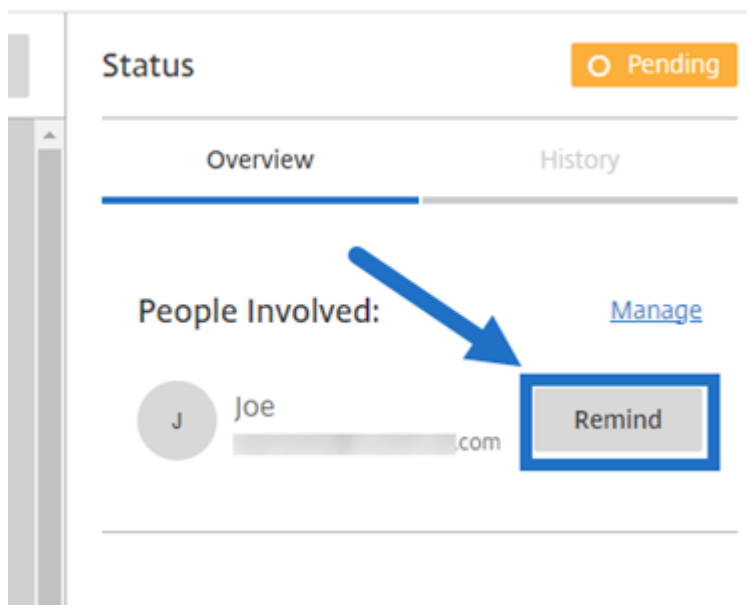 Status
Pending
Overview
History
People Involved:
Manage
J
Joe
.com
Remind